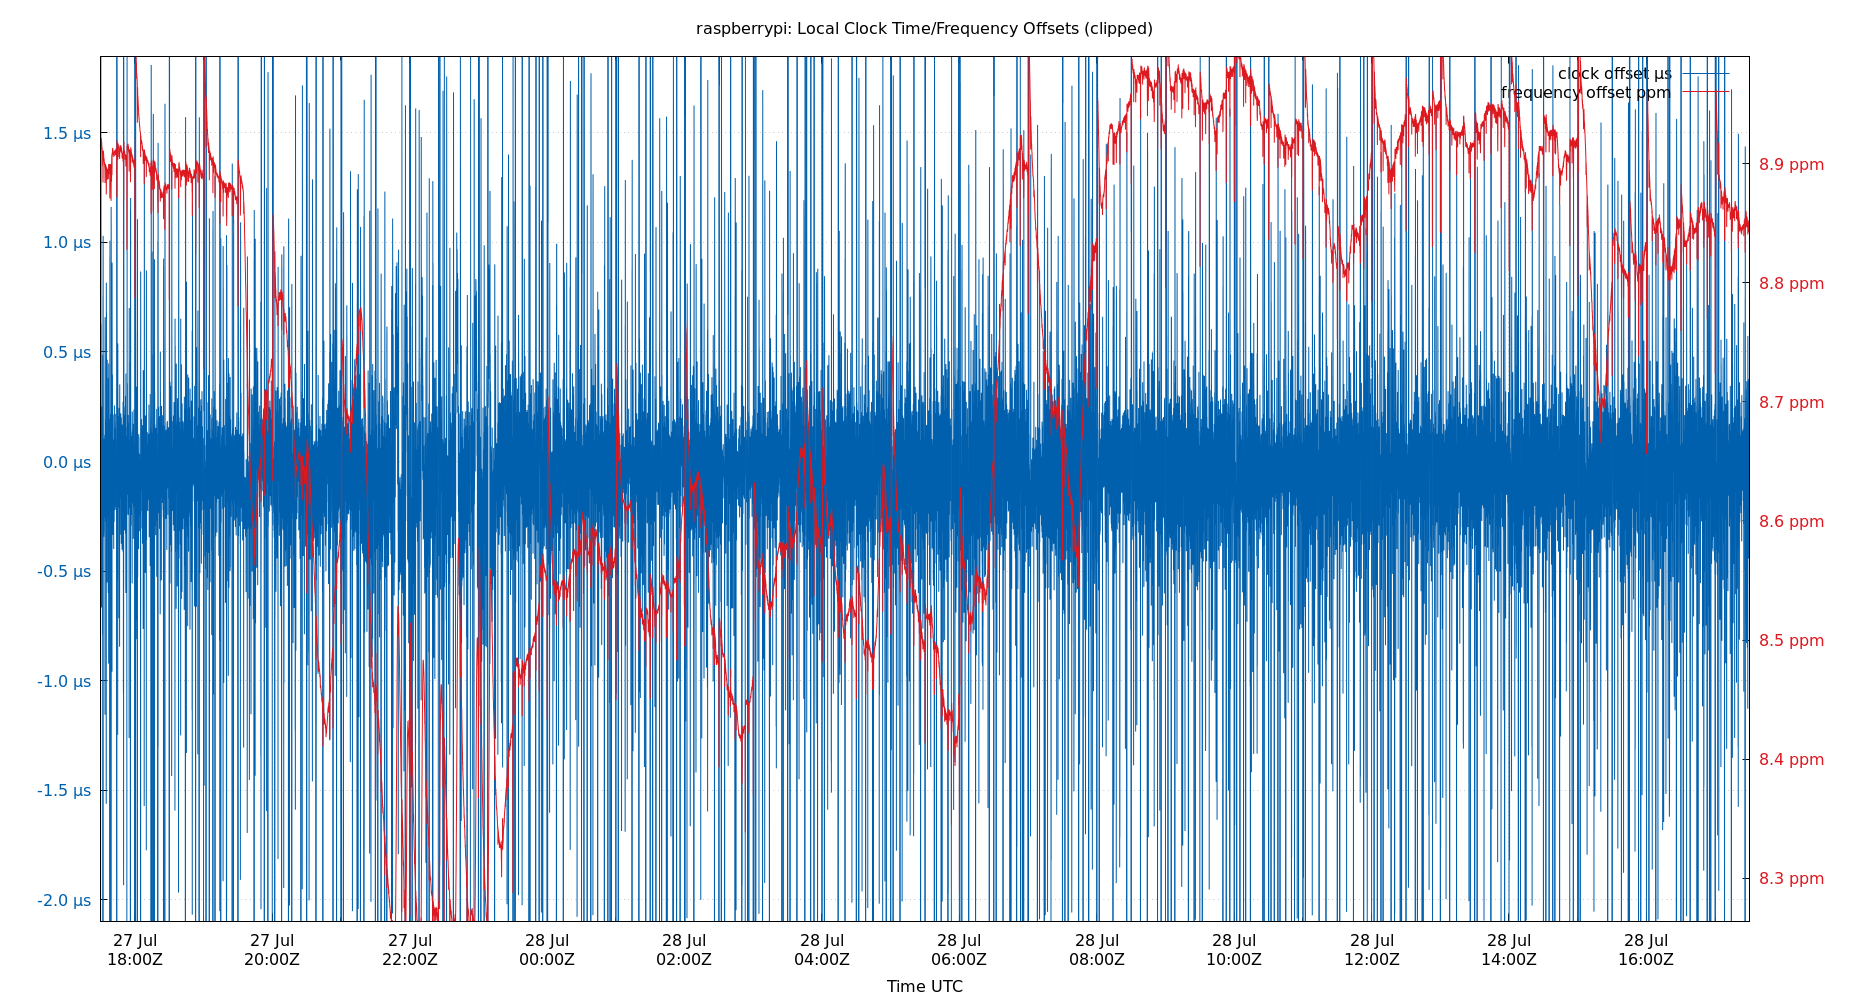 raspberrypi: Local Clock Time/Frequency Offsets (clipped)
clock offset µs
frequency offset ppm
1.5 µs
1.0 µs
0.5 µs
0.0 µs
-0.5 µs
-1.0 µs
-1.5 µs
-2.0 µs
8.9 ppm
8.8 ppm
8.7 ppm
8.6 ppm
8.5 ppm
8.4 ppm
8.3 ppm
27 Jul 27 Jul 27 Jul 28 Jul 28 Jul 28 Jul 28 Jul 28 Jul 28 Jul 28 Jul 28 Jul 28 Jul
18:00Z 20:00Z 22:00Z 00:00Z 02:00Z 04:00Z 06:00Z 08:00Z 10:00Z 12:00Z 14:00Z 16:00Z
Time UTC